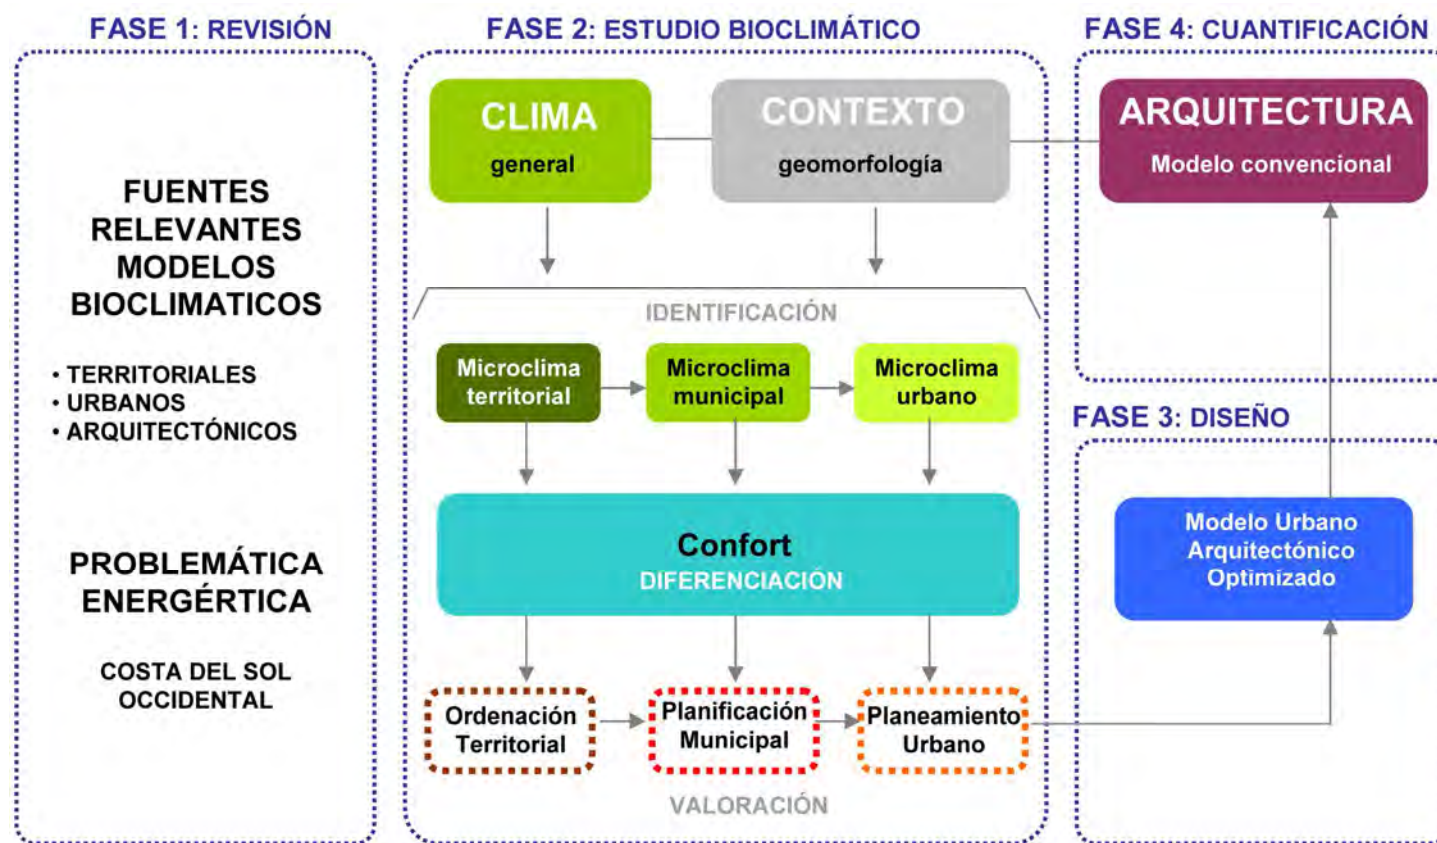 FASE 1: REVISIÓN
FUENTES
RELEVANTES
MODELOS
BIOCLIMATICOS
• TERRITORIALES
• URBANOS
• ARQUITECTÓNICOS
PROBLEMÁTICA
ENERGÉRTICA
COSTA DEL SOL
OCCIDENTAL
FASE 2: ESTUDIO BIOCLIMÁTICO
CLIMA
general
CONTEXTO
geomorfología
IDENTIFICACIÓN
Microclima
territorial
Microclima
municipal
Microclima
urbano
Confort
DIFERENCIACIÓN
Ordenación
Territorial
Planificación
Municipal
Planeamiento
Urbano
VALORACIÓN
FASE 4: CUANTIFICACIÓN
ARQUITECTURA
Modelo convencional
FASE 3: DISEÑO
Modelo Urbano
Arquitectónico
Optimizado